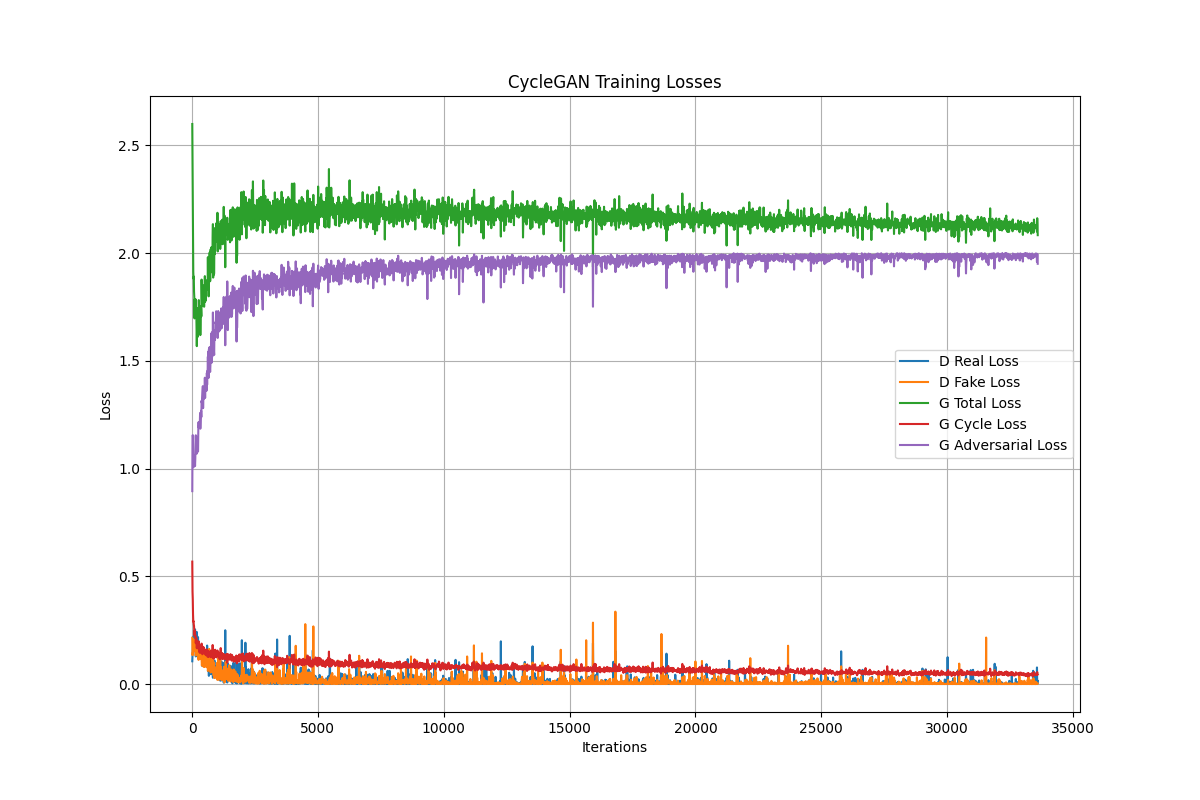 CycleGAN Training Losses
2.5
2.0
1.5
1.0
0.5
0.0
Loss
D Real Loss
D Fake Loss
G Total Loss
G Cycle Loss
G Adversarial Loss
0 5000 10000 15000 20000 25000 30000 35000
Iterations